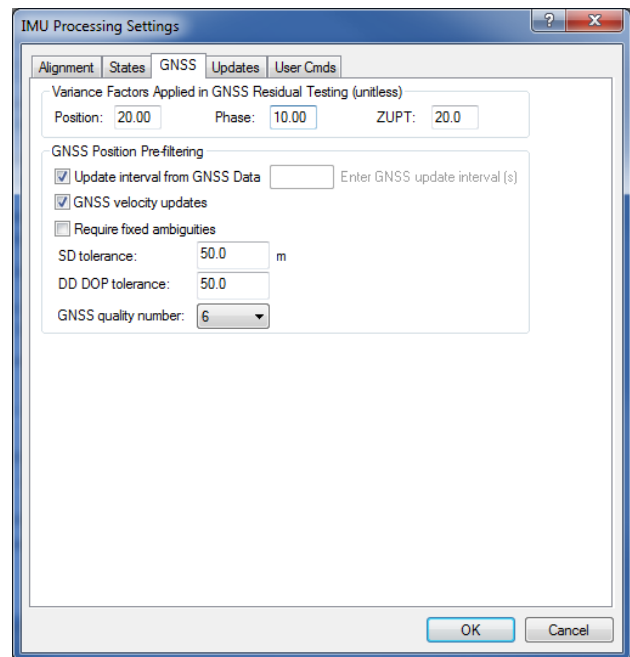 IMU Processing Settings
Alignment States GNSS Updates User Cmds
Variance Factors Applied in GNSS Residual Testing (unitless)
Position: 20.00 Phase: 10.00 ZUPT: 20.0
GNSS Position Pre-filtering
Update interval from GNSS Data Enter GNSS update interval (s)
GNSS velocity updates
Require fixed ambiguities
SD tolerance: 50.0 m
DD DOP tolerance: 50.0
GNSS quality number: 6
OK Cancel